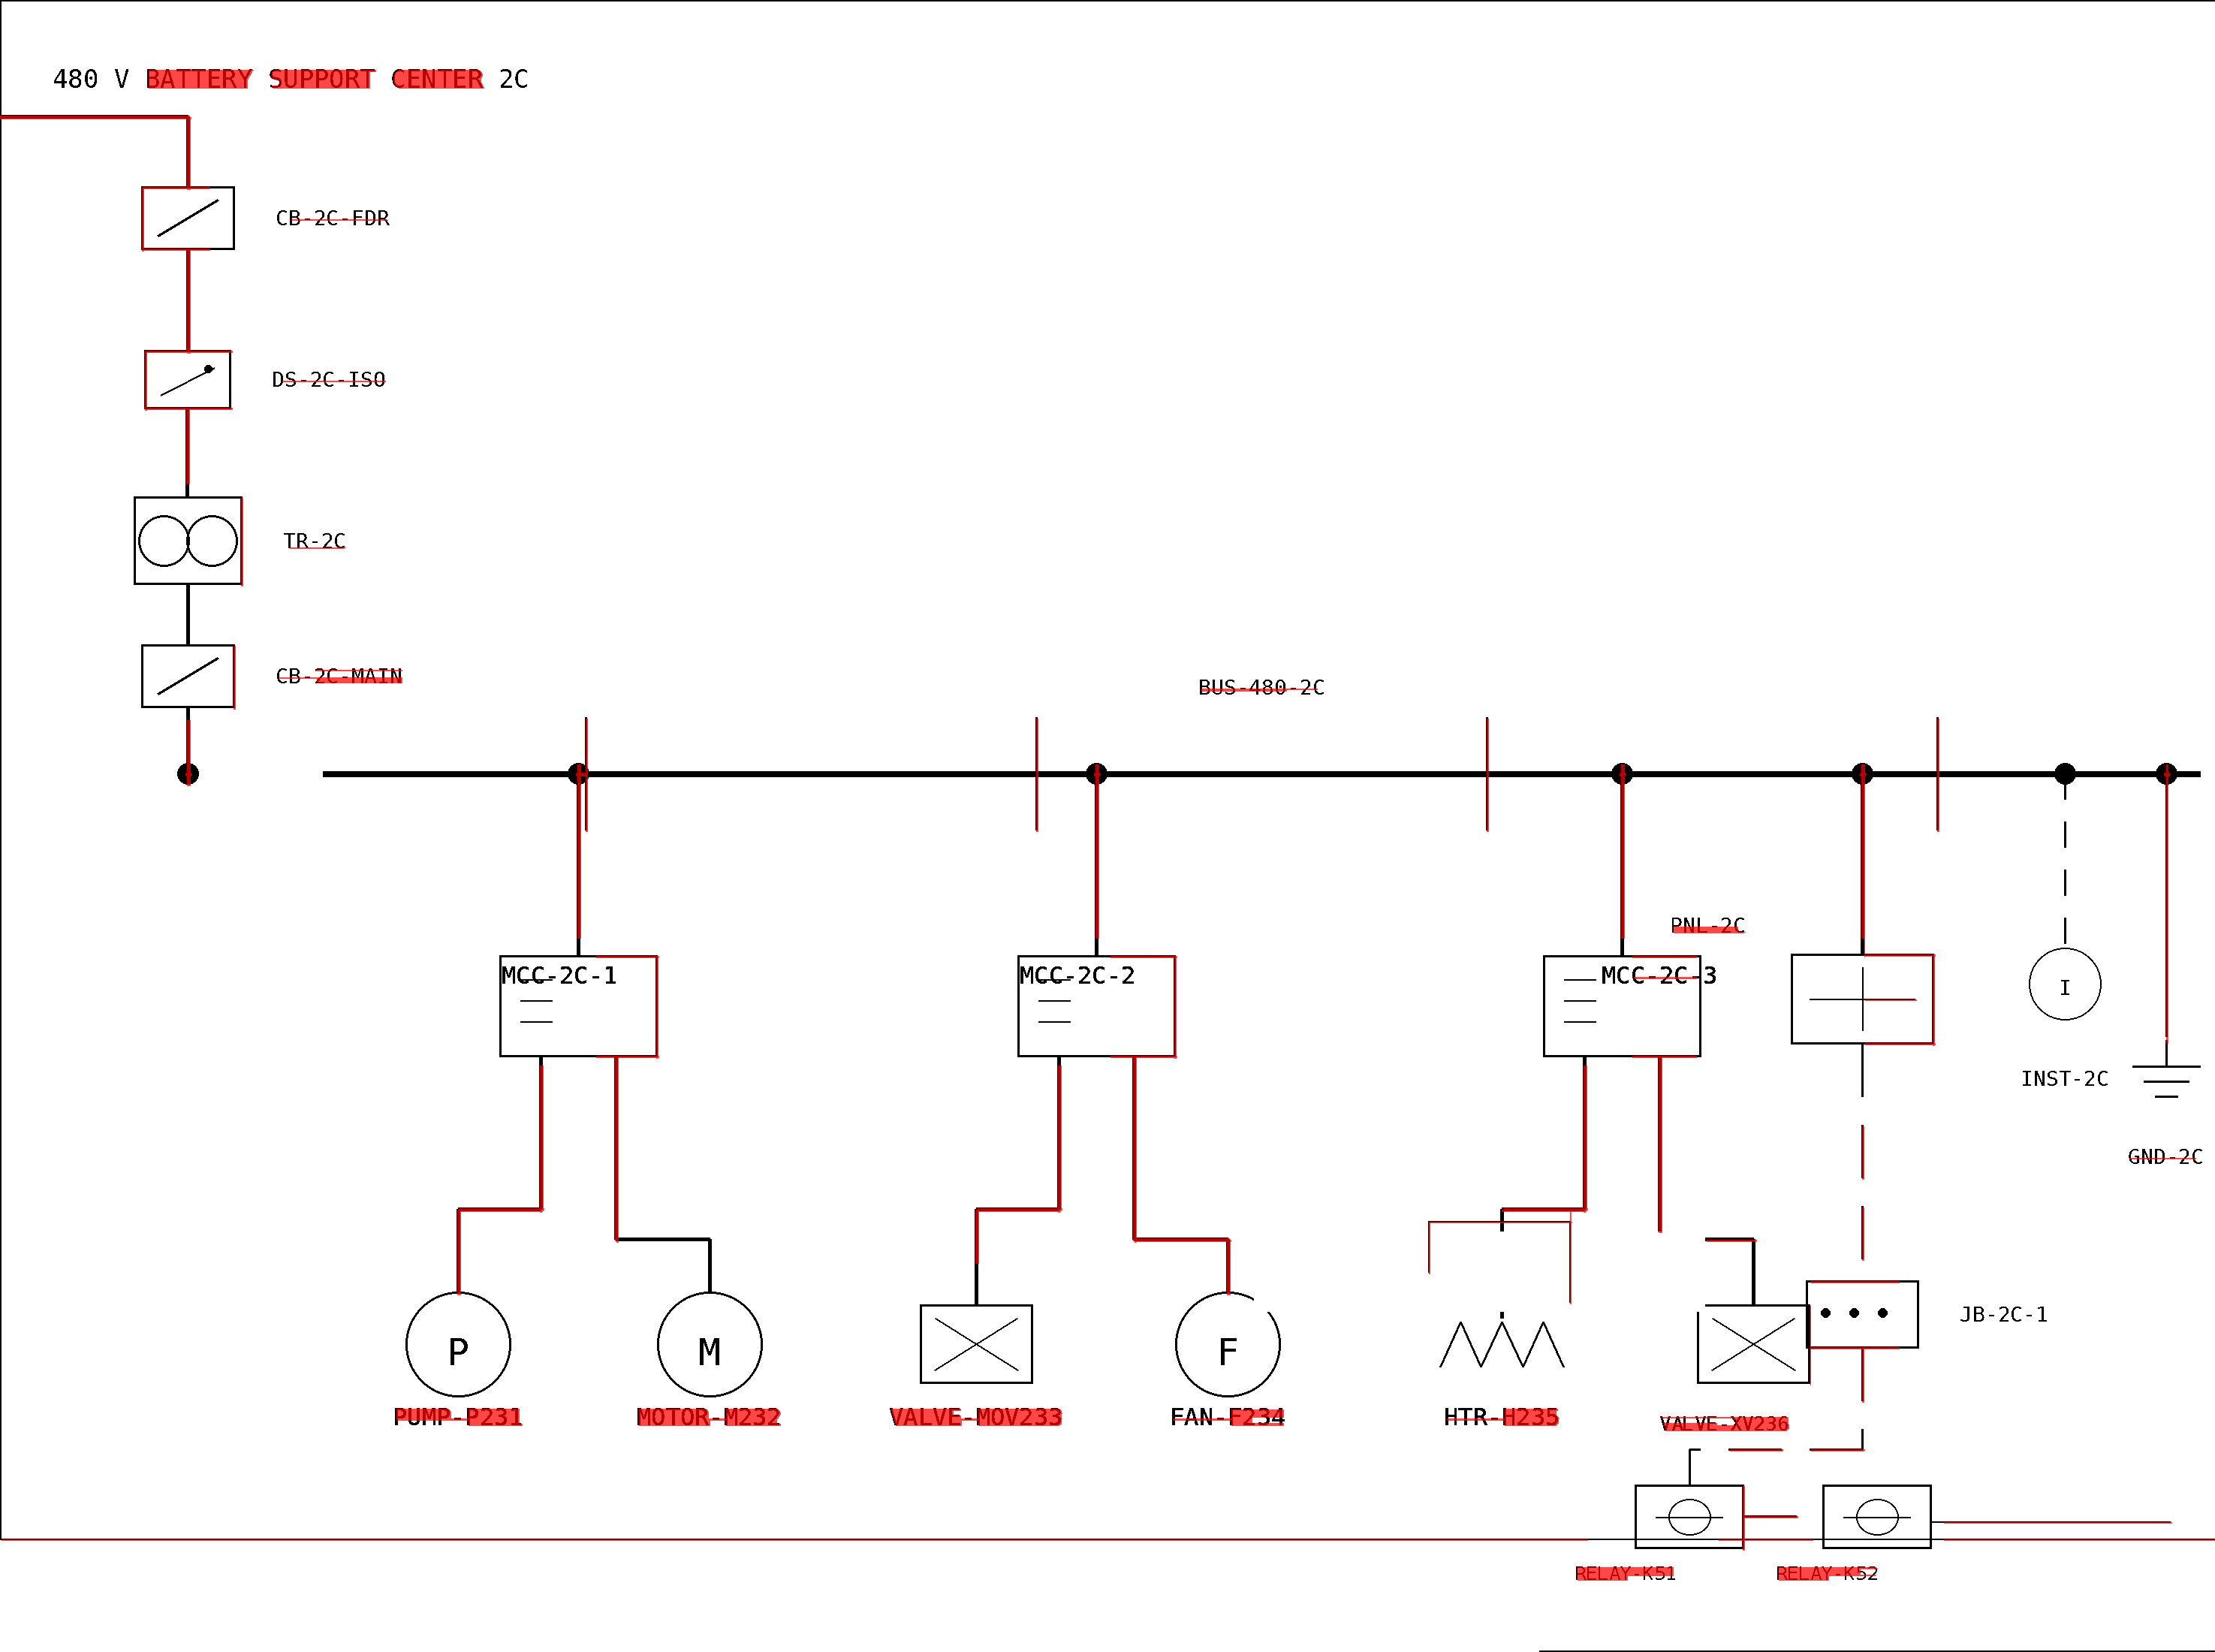 480 V BATTERY SUPPORT CENTER 2C
CB-2C-FDR
DS-2C-ISO
TR-2C
CB-2C-MAIN
BUS-480-2C
PNL-2C
MCC-2C-1
MCC-2C-2
MCC-2C-3
I
INST-2C
GND-2C
JB-2C-1
P
M
F
PUMP-P231
MOTOR-M232
VALVE-MOV233
FAN-F234
HTR-H235
VALVE-XV236
RELAY-K51
RELAY-K52